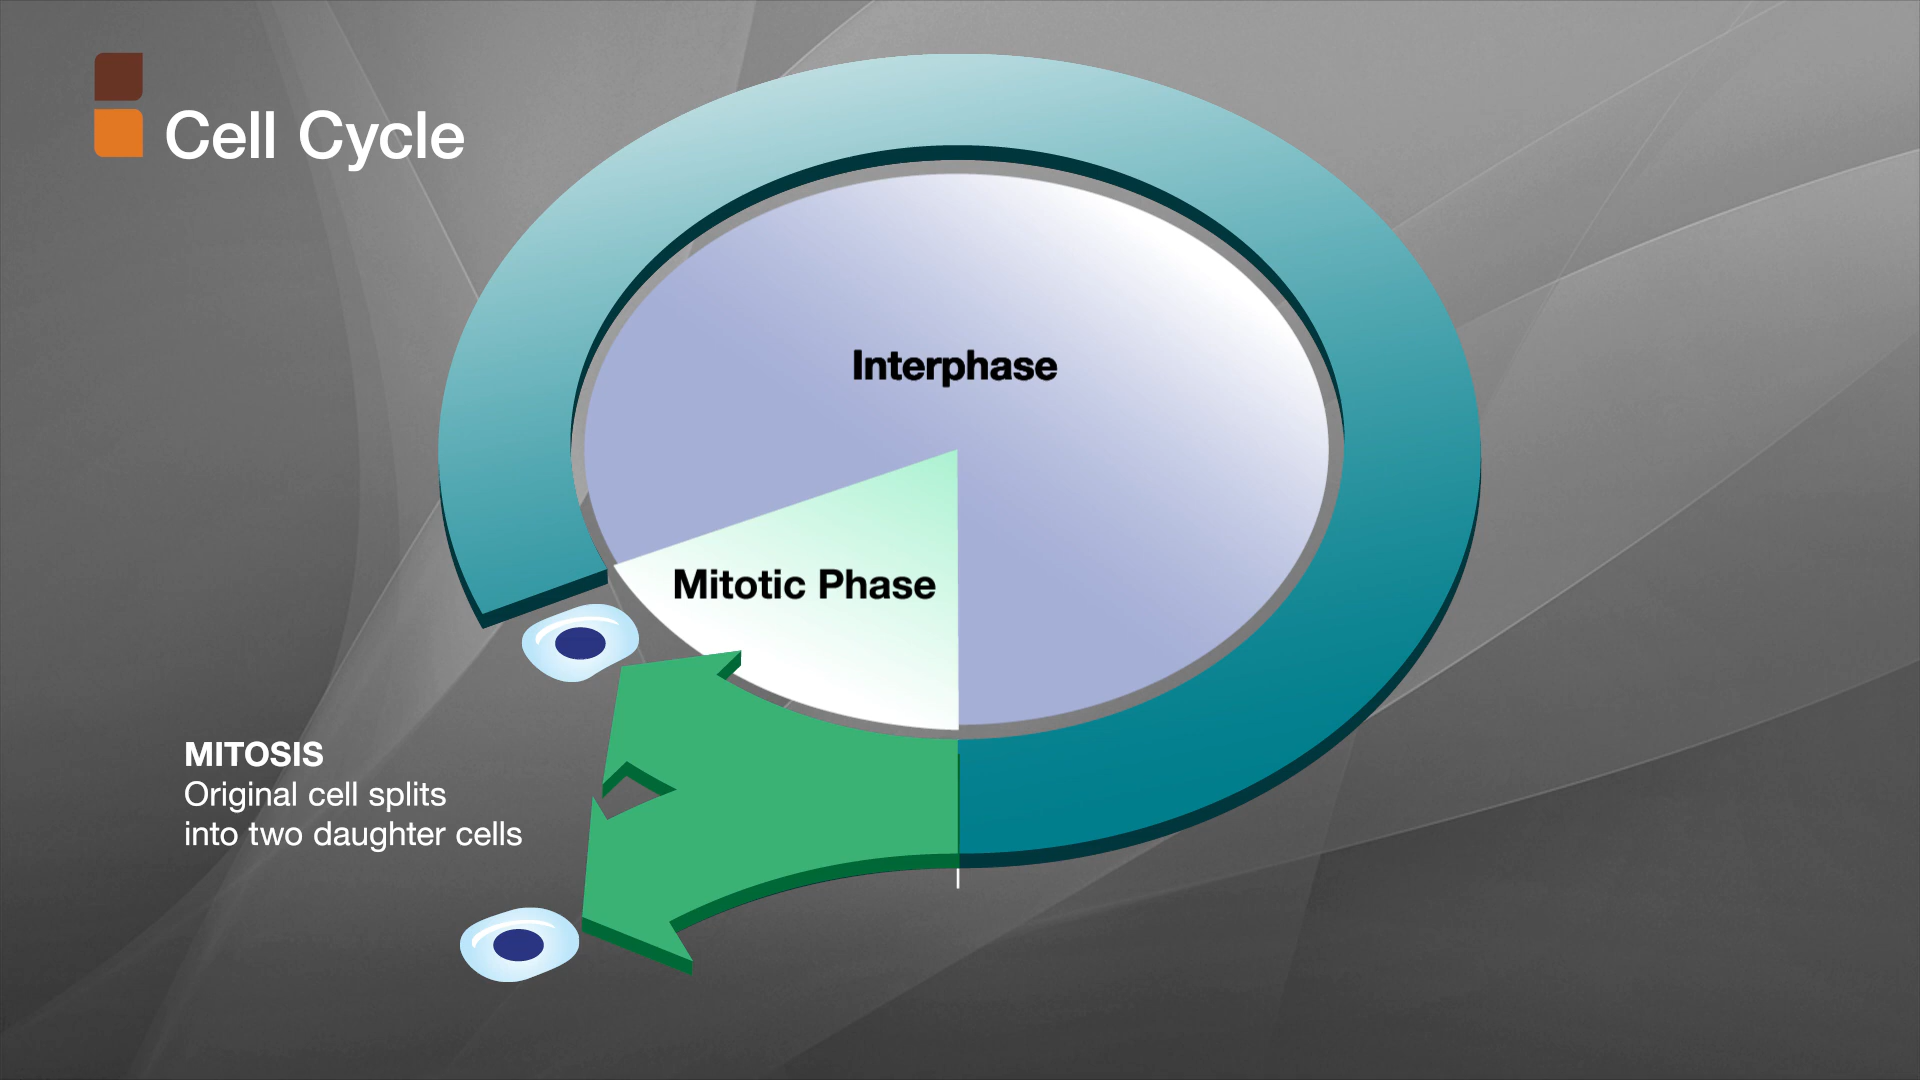 Cell Cycle
Interphase
Mitotic Phase
MITOSIS
Original cell splits
into two daughter cells